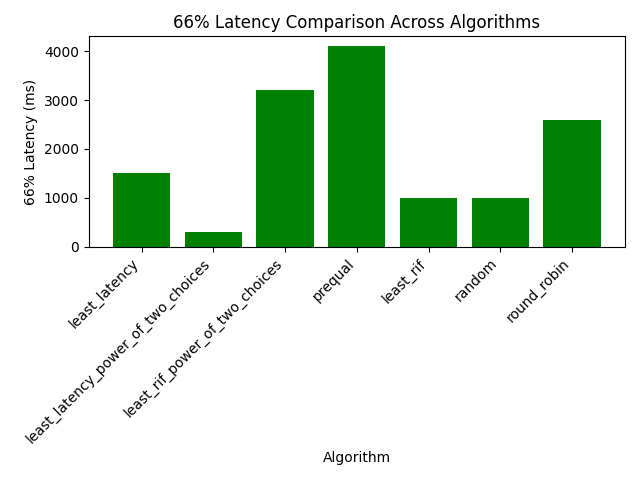 66% Latency Comparison Across Algorithms
66% Latency (ms)
4000
3000
2000
1000
0
least_latency
least_latency_power_of_two_choices
least_rif_power_of_two_choices
prequal
least_rif
random
round_robin
Algorithm